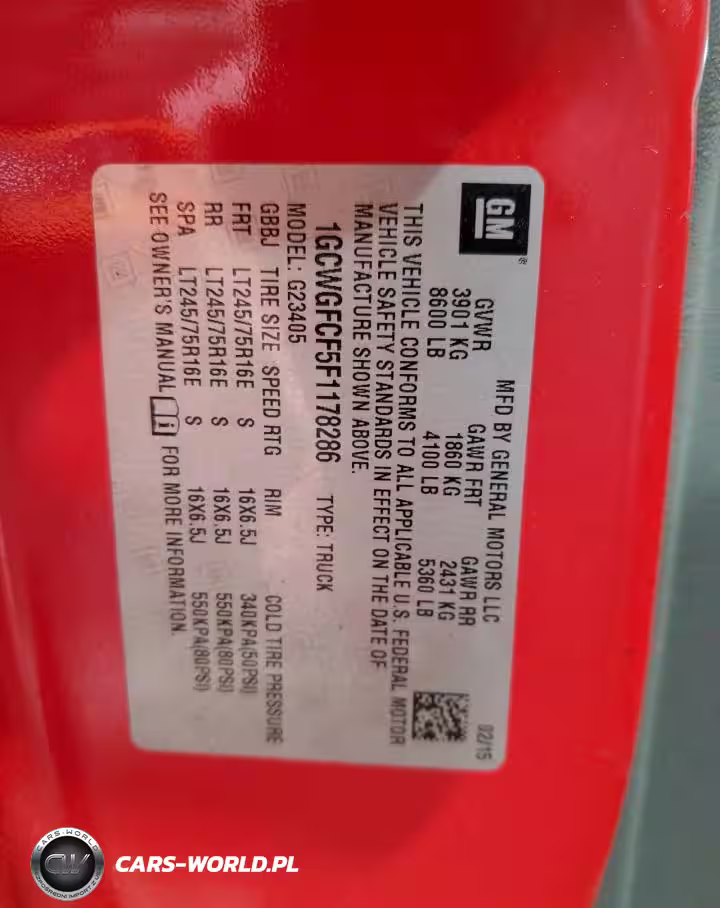 GM
MFD BY GENERAL MOTORS LLC 02/15
GVWR GAWR FRT GAWR RR
3901 KG 1860 KG 2431 KG
8600 LB 4100 LB 5360 LB
THIS VEHICLE CONFORMS TO ALL APPLICABLE U.S. FEDERAL MOTOR
VEHICLE SAFETY STANDARDS IN EFFECT ON THE DATE OF
MANUFACTURE SHOWN ABOVE.
1GCWGFCF5F1178286 TYPE: TRUCK
MODEL: G23405
GBBJ TIRE SIZE SPEED RTG RIM COLD TIRE PRESSURE
FRT LT245/75R16E S 16X6.5J 340KPA(50PSI)
RR LT245/75R16E S 16X6.5J 550KPA(80PSI)
SPA LT245/75R16E S 16X6.5J 550KPA(80PSI)
SEE OWNER'S MANUAL FOR MORE INFORMATION.
CARS-WORLD
CW
CARS-WORLD.PL